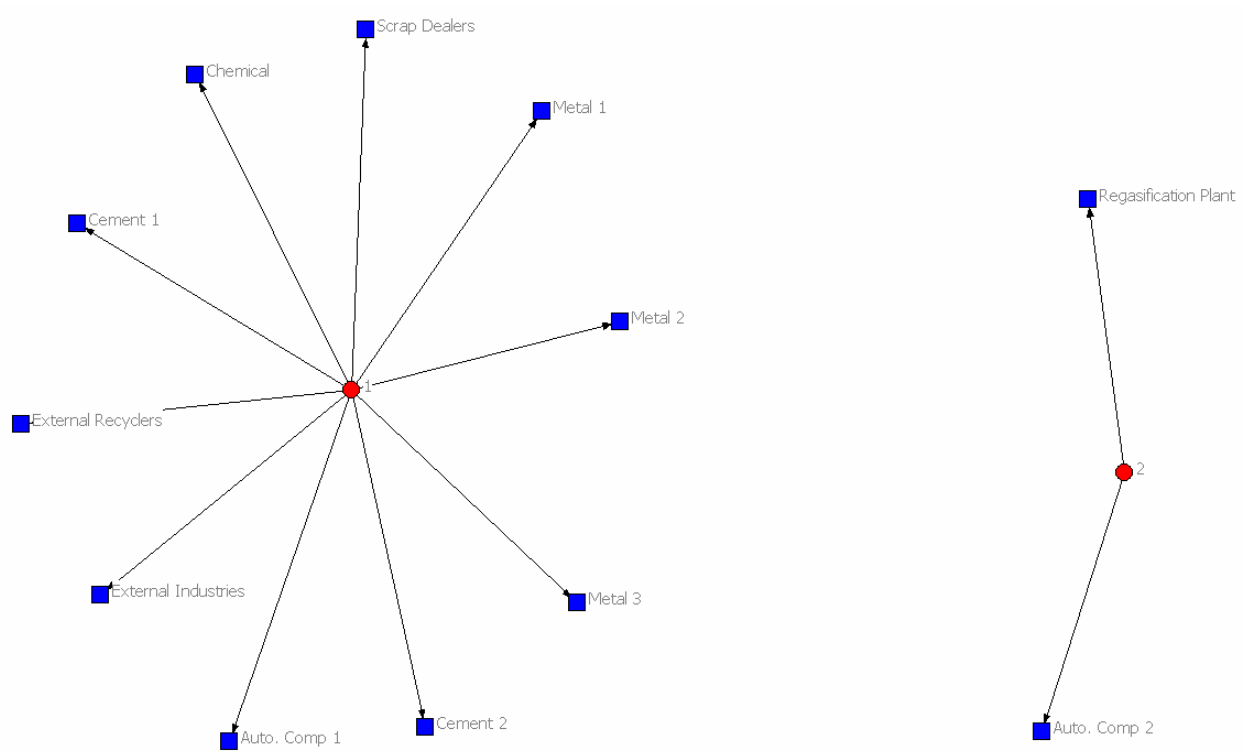 Scrap Dealers
Chemical
Metal 1
Regasification Plant
Cement 1
Metal 2
1
External Recyclers
2
External Industries
Metal 3
Cement 2
Auto. Comp 1
Auto. Comp 2